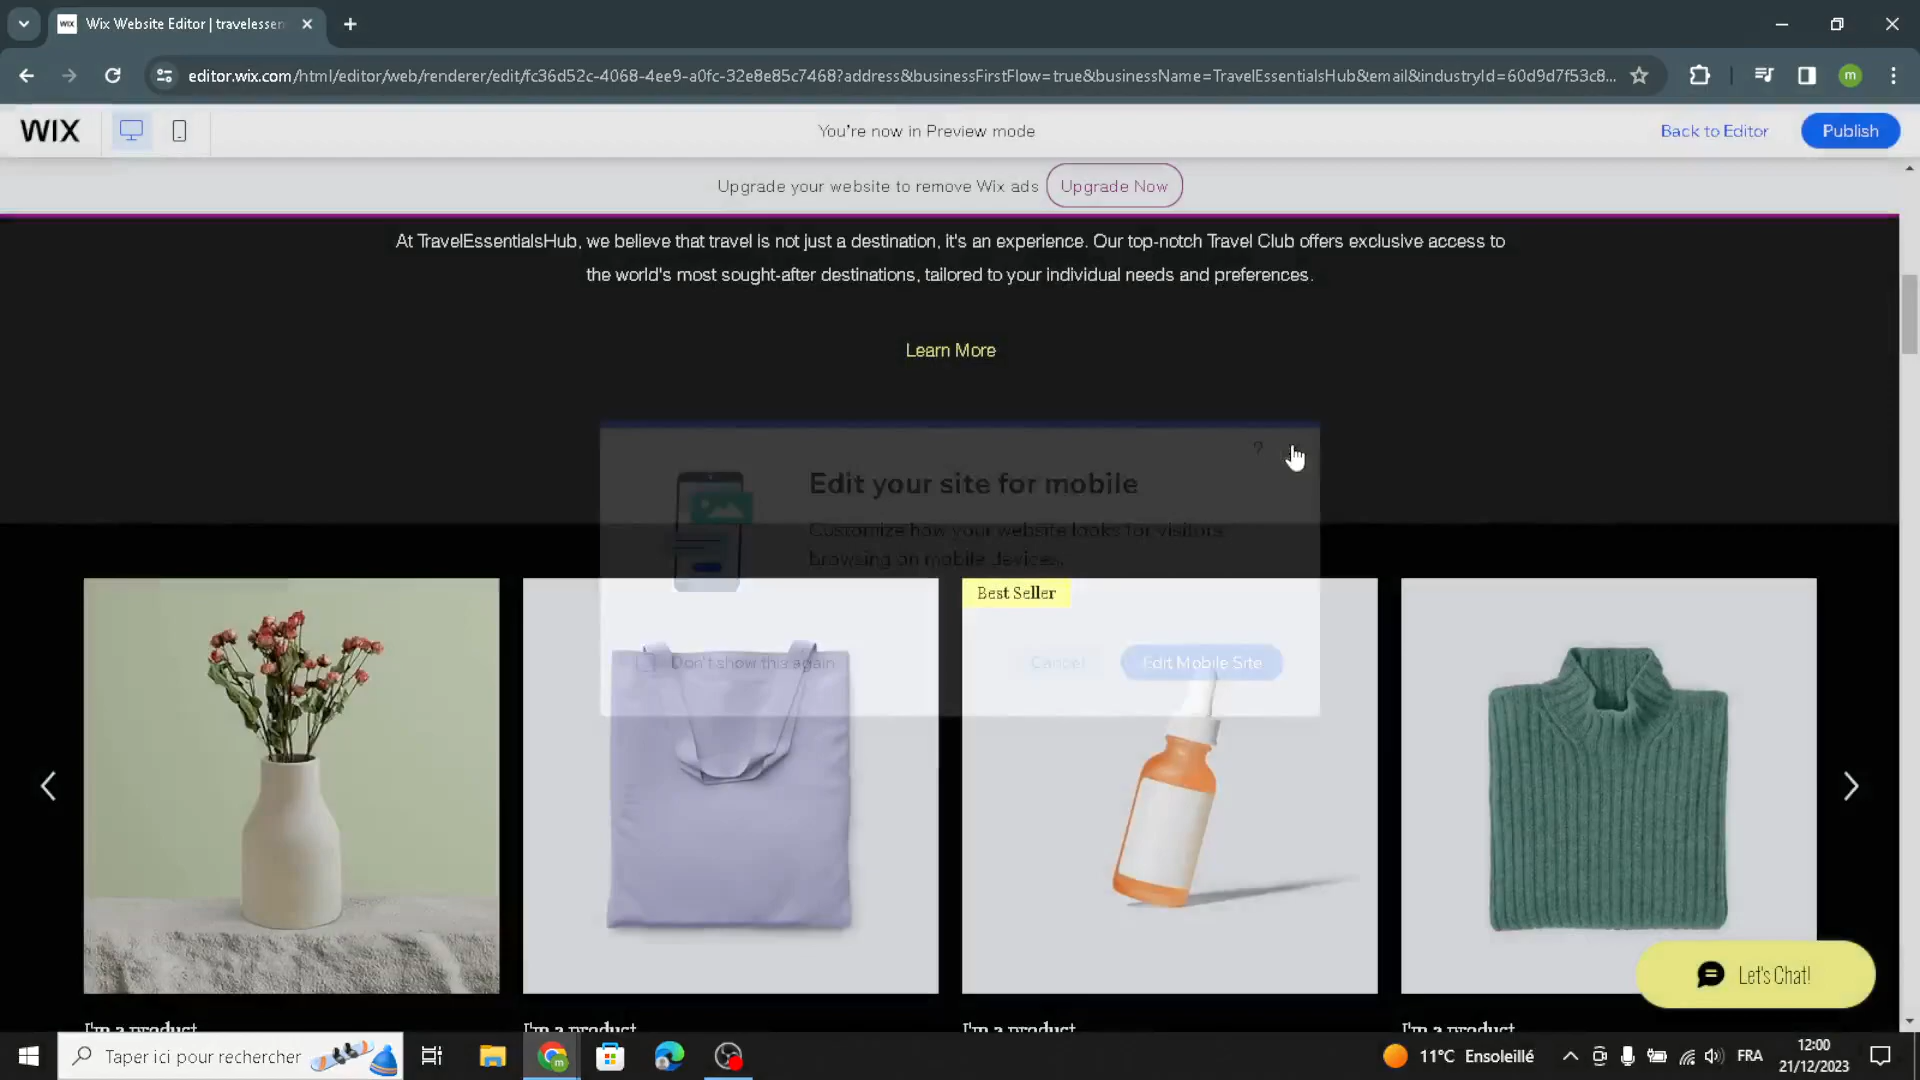 WIX Wix Website Editor | travelessen
editor.wix.com/html/editor/web/renderer/edit/fc36d52c-4068-4ee9-a0fc-32e8e85c7468?address&businessFirstFlow=true&businessName=TravelEssentialsHub&email&industryId=60d9d7f53c8...
m
WIX
You're now in Preview mode
Back to Editor
Publish
Upgrade your website to remove Wix ads
Upgrade Now
At TravelEssentialsHub, we believe that travel is not just a destination, it's an experience. Our top-notch Travel Club offers exclusive access to
the world's most sought-after destinations, tailored to your individual needs and preferences.
Learn More
?
Edit your site for mobile
Customize how your website looks for visitors
browsing on mobile devices.
Best Seller
Don't show this again
Cancel
Edit Mobile Site
Let's Chat!
I'm a product
I'm a product
I'm a product
I'm a product
Taper ici pour rechercher
m
11°C Ensoleillé
FRA
12:00
21/12/2023